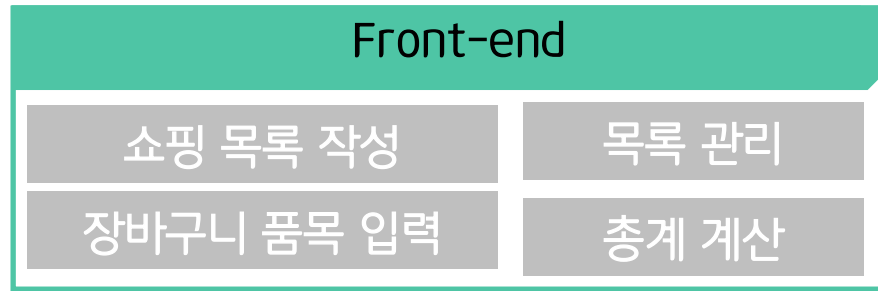 Front-end
쇼핑 목록 작성
목록 관리
장바구니 품목 입력
총계 계산